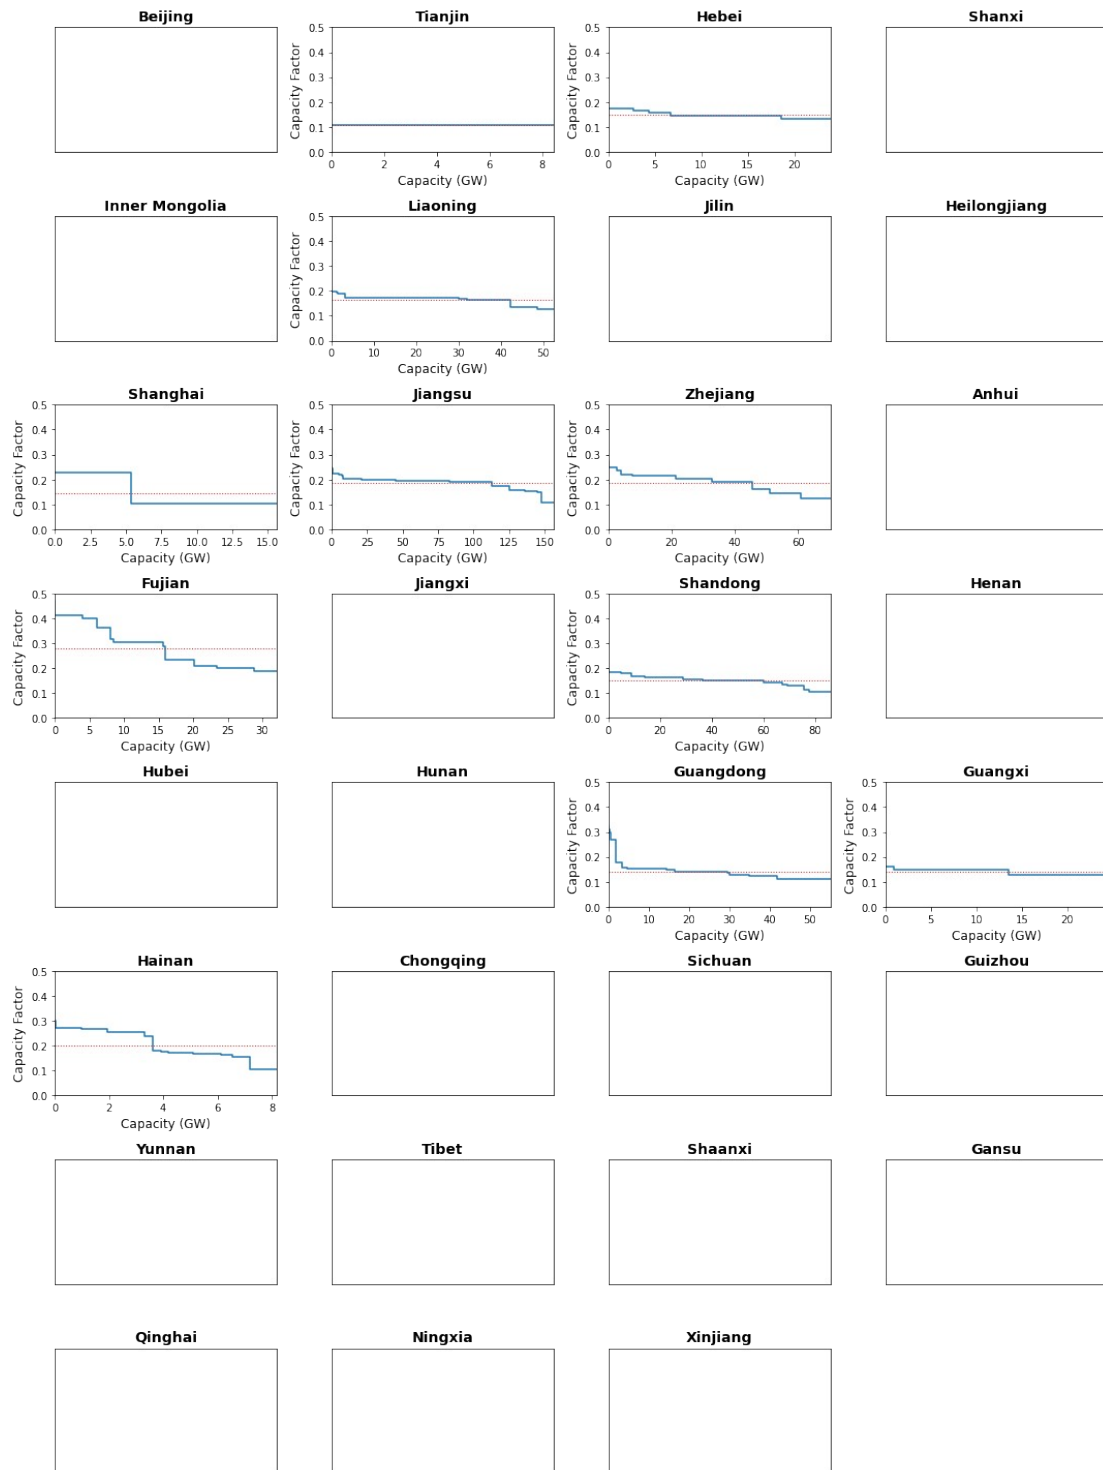 Beijing
Tianjin
Capacity Factor
0.5
0.4
0.3
0.2
0.1
0.0
0 2 4 6 8
Capacity (GW)
Hebei
Capacity Factor
0.5
0.4
0.3
0.2
0.1
0.0
0 5 10 15 20
Capacity (GW)
Shanxi
Inner Mongolia
Liaoning
Capacity Factor
0.5
0.4
0.3
0.2
0.1
0.0
0 10 20 30 40 50
Capacity (GW)
Jilin
Heilongjiang
Shanghai
Capacity Factor
0.5
0.4
0.3
0.2
0.1
0.0
0.0 2.5 5.0 7.5 10.0 12.5 15.0
Capacity (GW)
Jiangsu
Capacity Factor
0.5
0.4
0.3
0.2
0.1
0.0
0 25 50 75 100 125 150
Capacity (GW)
Zhejiang
Capacity Factor
0.5
0.4
0.3
0.2
0.1
0.0
0 20 40 60
Capacity (GW)
Anhui
Fujian
Capacity Factor
0.5
0.4
0.3
0.2
0.1
0.0
0 5 10 15 20 25 30
Capacity (GW)
Jiangxi
Shandong
Capacity Factor
0.5
0.4
0.3
0.2
0.1
0.0
0 20 40 60 80
Capacity (GW)
Henan
Hubei
Hunan
Guangdong
Capacity Factor
0.5
0.4
0.3
0.2
0.1
0.0
0 10 20 30 40 50
Capacity (GW)
Guangxi
Capacity Factor
0.5
0.4
0.3
0.2
0.1
0.0
0 5 10 15 20
Capacity (GW)
Hainan
Capacity Factor
0.5
0.4
0.3
0.2
0.1
0.0
0 2 4 6 8
Capacity (GW)
Chongqing
Sichuan
Guizhou
Yunnan
Tibet
Shaanxi
Gansu
Qinghai
Ningxia
Xinjiang